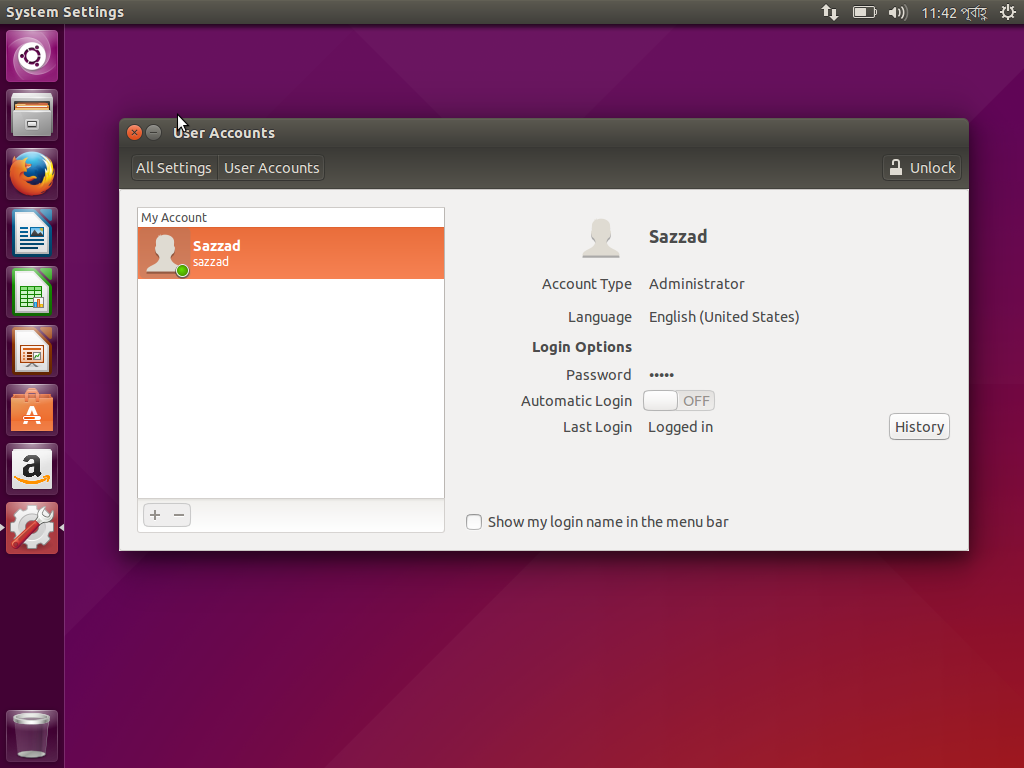 System Settings
11:42 পূর্বাহ্ণ
User Accounts
All Settings
User Accounts
Unlock
My Account
Sazzad
sazzad
Sazzad
Account Type Administrator
Language English (United States)
Login Options
Password •••••
Automatic Login OFF
Last Login Logged in
History
+ −
Show my login name in the menu bar